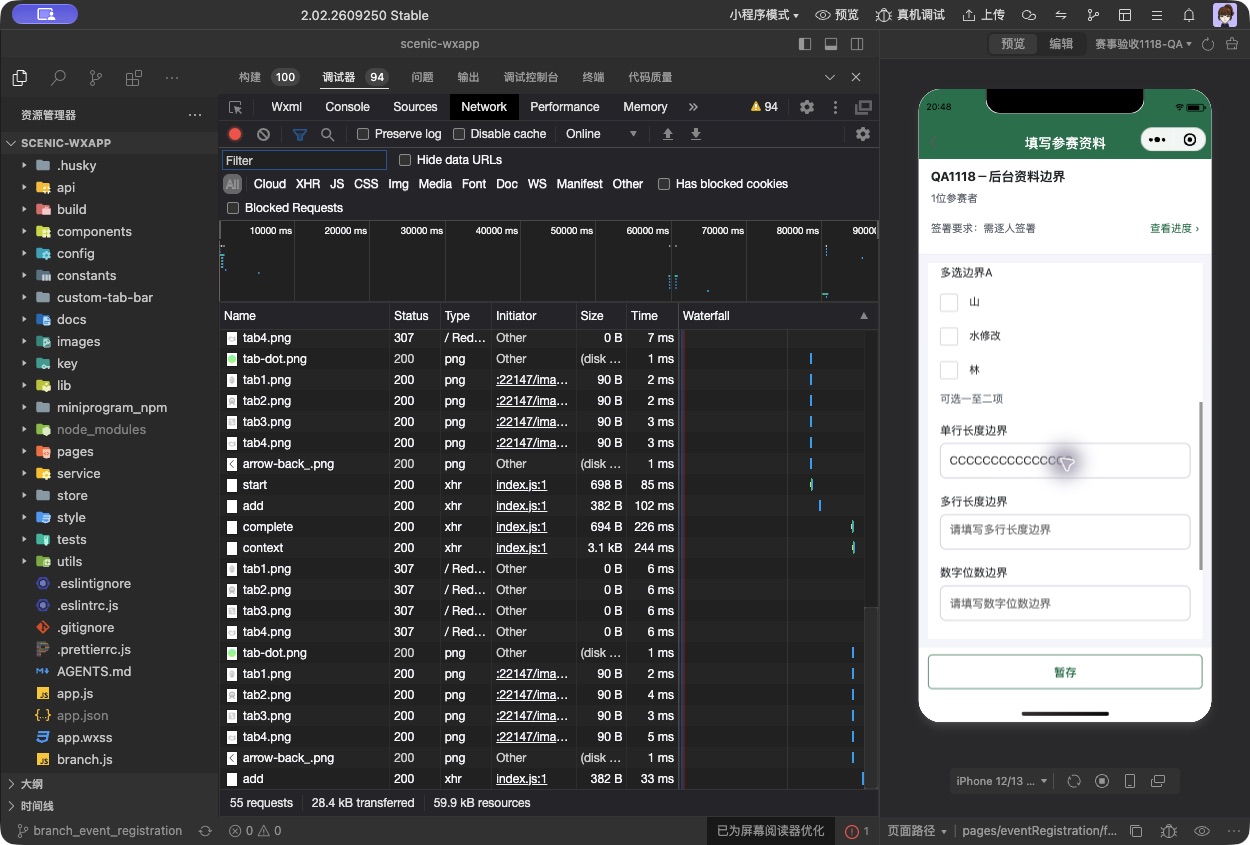 2.02.2609250 Stable
小程序模式
预览
真机调试
上传
scenic-wxapp
预览
编辑
赛事验收1118-QA
构建 100
调试器 94
问题
输出
调试控制台
终端
代码质量
资源管理器
SCENIC-WXAPP
.husky
api
build
components
config
constants
custom-tab-bar
docs
images
key
lib
miniprogram_npm
node_modules
pages
service
store
style
tests
utils
.eslintignore
.eslintrc.js
.gitignore
.prettierrc.js
AGENTS.md
app.js
app.json
app.wxss
branch.js
大纲
时间线
Wxml Console Sources Network Performance Memory » 94
Preserve log Disable cache Online
Filter Hide data URLs
All Cloud XHR JS CSS Img Media Font Doc WS Manifest Other Has blocked cookies
Blocked Requests
10000 ms 20000 ms 30000 ms 40000 ms 50000 ms 60000 ms 70000 ms 80000 ms 9000
Name Status Type Initiator Size Time Waterfall
tab4.png 307 / Red... Other 0 B 7 ms
tab-dot.png 200 png Other (disk ... 1 ms
tab1.png 200 png :22147/ima... 90 B 2 ms
tab2.png 200 png :22147/ima... 90 B 2 ms
tab3.png 200 png :22147/ima... 90 B 3 ms
tab4.png 200 png :22147/ima... 90 B 3 ms
arrow-back_.png 200 png Other (disk ... 1 ms
start 200 xhr index.js:1 698 B 85 ms
add 200 xhr index.js:1 382 B 102 ms
complete 200 xhr index.js:1 694 B 226 ms
context 200 xhr index.js:1 3.1 kB 244 ms
tab1.png 307 / Red... Other 0 B 6 ms
tab2.png 307 / Red... Other 0 B 6 ms
tab3.png 307 / Red... Other 0 B 6 ms
tab4.png 307 / Red... Other 0 B 6 ms
tab-dot.png 200 png Other (disk ... 1 ms
tab1.png 200 png :22147/ima... 90 B 2 ms
tab2.png 200 png :22147/ima... 90 B 4 ms
tab3.png 200 png :22147/ima... 90 B 3 ms
tab4.png 200 png :22147/ima... 90 B 5 ms
arrow-back_.png 200 png Other (disk ... 1 ms
add 200 xhr index.js:1 382 B 33 ms
55 requests 28.4 kB transferred 59.9 kB resources
20:48
填写参赛资料
QA1118－后台资料边界
1位参赛者
签署要求：需逐人签署 查看进度 ›
多选边界A
山
水修改
林
可选一至二项
单行长度边界
多行长度边界
请填写多行长度边界
数字位数边界
请填写数字位数边界
暂存
iPhone 12/13 ...
branch_event_registration 0 0
已为屏幕阅读器优化
1
页面路径
pages/eventRegistration/f...